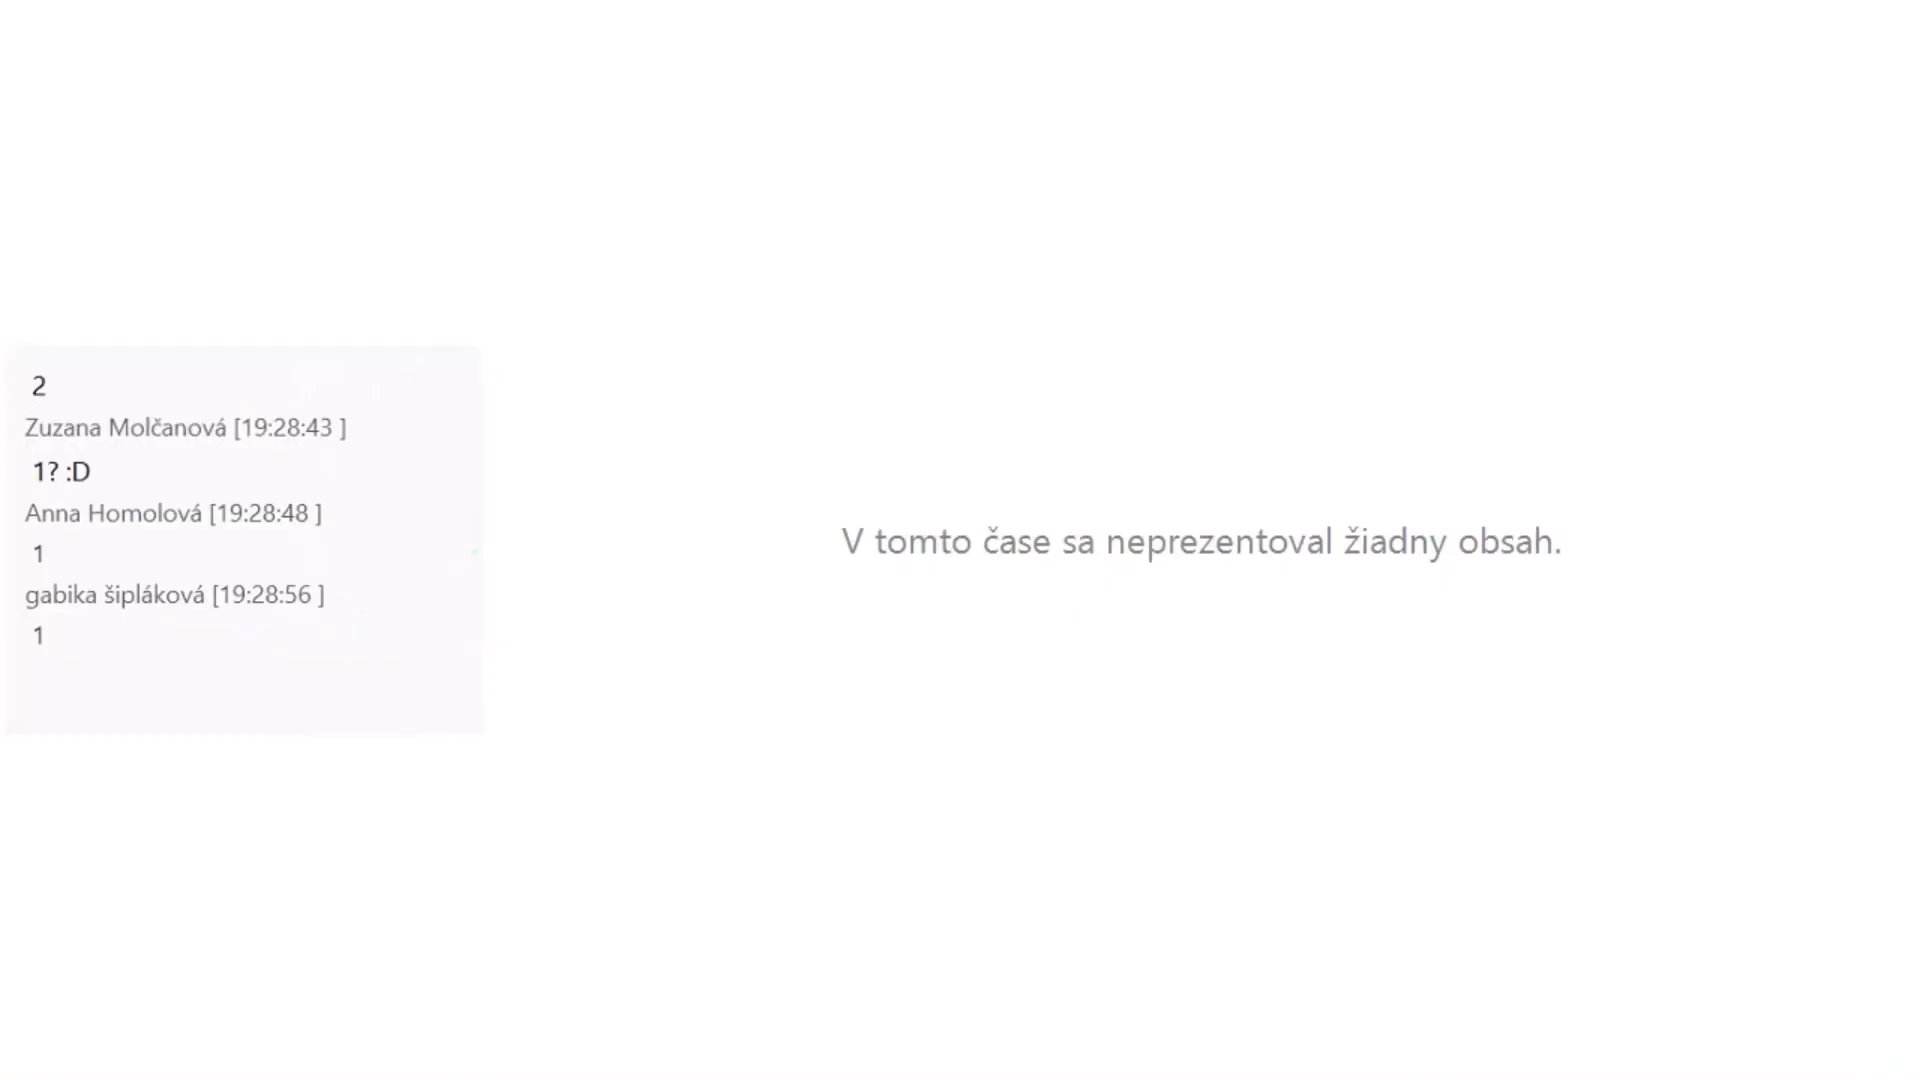 2
Zuzana Molčanová [19:28:43 ]
1? :D
Anna Homolová [19:28:48 ]
1
gabika šipláková [19:28:56 ]
1
V tomto čase sa neprezentoval žiadny obsah.